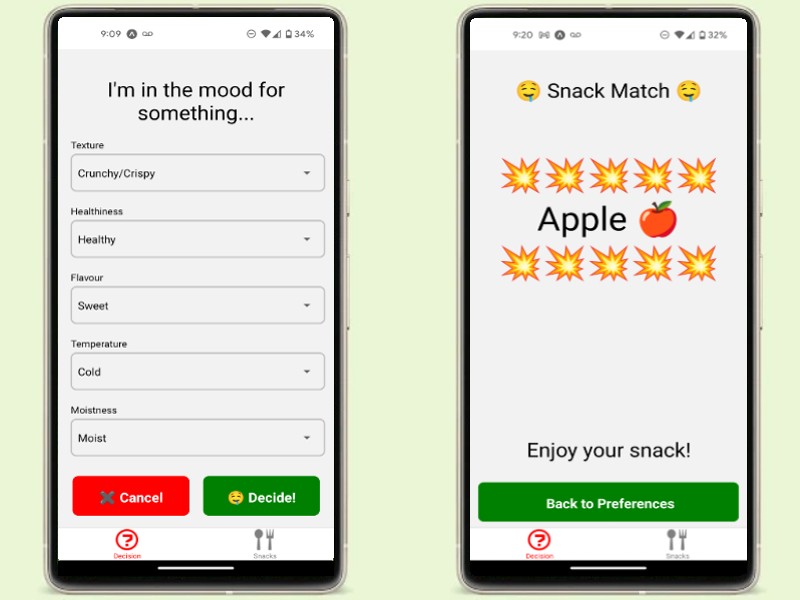 9:09
34%
I'm in the mood for
something...
Texture
Crunchy/Crispy
Healthiness
Healthy
Flavour
Sweet
Temperature
Cold
Moistness
Moist
✖ Cancel
🤤 Decide!
Decision
Snacks
9:20
32%
🤤 Snack Match 🤤
💥💥💥💥💥
Apple 🍎
💥💥💥💥💥
Enjoy your snack!
Back to Preferences
Decision
Snacks